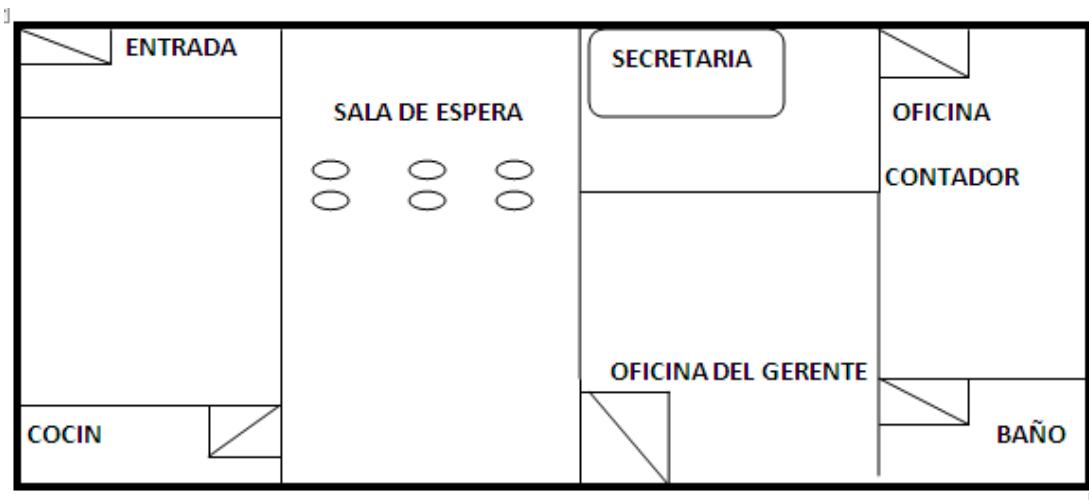 ENTRADA
SALA DE ESPERA
SECRETARIA
OFICINA
CONTADOR
OFICINA DEL GERENTE
COCIN
BAÑO